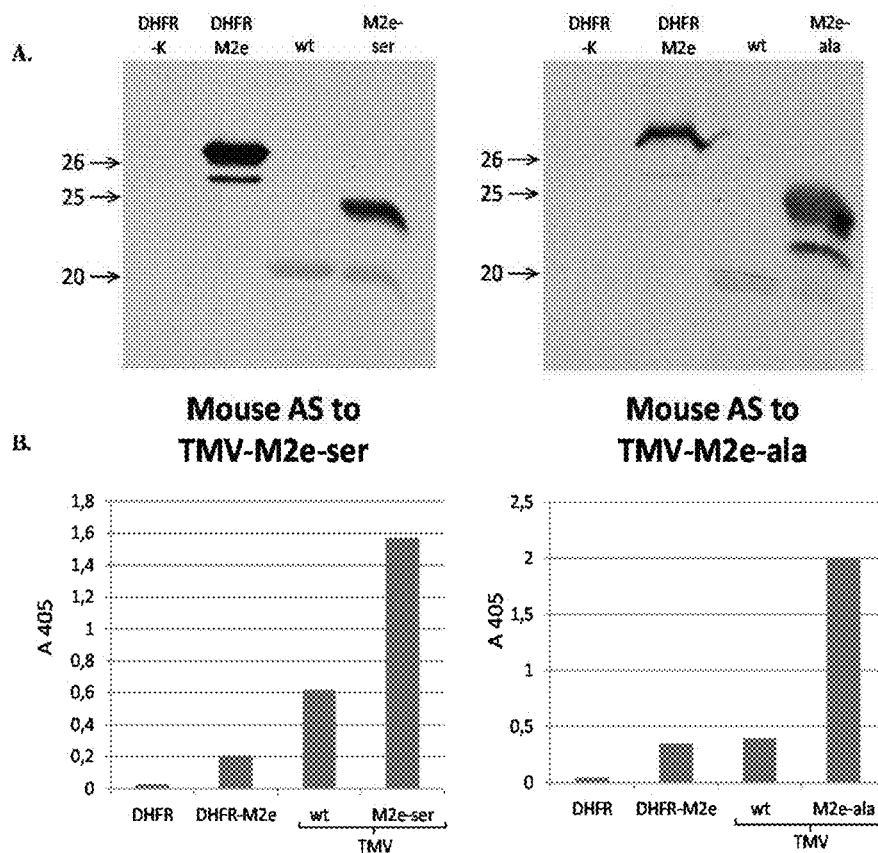 A.
DHFR -K
DHFR M2e
wt
M2e-ser
26
25
20
DHFR -K
DHFR M2e
wt
M2e-ala
26
25
20
Mouse AS to
TMV-M2e-ser
Mouse AS to
TMV-M2e-ala
B.
A 405
1,8
1,6
1,4
1,2
1
0,8
0,6
0,4
0,2
0
DHFR
DHFR-M2e
wt
M2e-ser
TMV
A 405
2,5
2
1,5
1
0,5
0
DHFR
DHFR-M2e
wt
M2e-ala
TMV